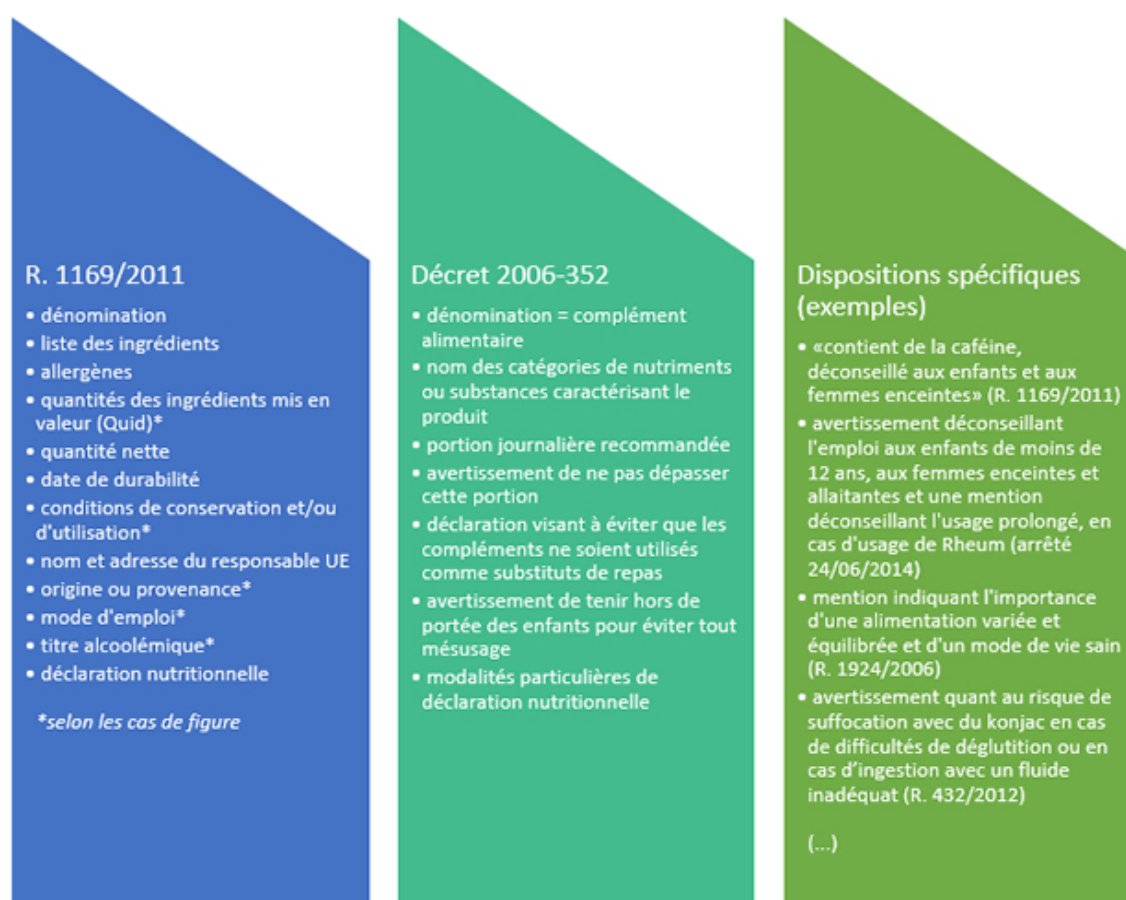 R. 1169/2011
• dénomination
• liste des ingrédients
• allergènes
• quantités des ingrédients mis en
valeur (Quid)*
• quantité nette
• date de durabilité
• conditions de conservation et/ou
d'utilisation*
• nom et adresse du responsable UE
• origine ou provenance*
• mode d'emploi*
• titre alcoolémique*
• déclaration nutritionnelle
*selon les cas de figure
Décret 2006-352
• dénomination = complément
alimentaire
• nom des catégories de nutriments
ou substances caractérisant le
produit
• portion journalière recommandée
• avertissement de ne pas dépasser
cette portion
• déclaration visant à éviter que les
compléments ne soient utilisés
comme substituts de repas
• avertissement de tenir hors de
portée des enfants pour éviter tout
mésusage
• modalités particulières de
déclaration nutritionnelle
Dispositions spécifiques
(exemples)
• «contient de la caféine,
déconseillé aux enfants et aux
femmes enceintes» (R. 1169/2011)
• avertissement déconseillant
l'emploi aux enfants de moins de
12 ans, aux femmes enceintes et
allaitantes et une mention
déconseillant l'usage prolongé, en
cas d'usage de Rheum (arrêté
24/06/2014)
• mention indiquant l'importance
d'une alimentation variée et
équilibrée et d'un mode de vie sain
(R. 1924/2006)
• avertissement quant au risque de
suffocation avec du konjac en cas
de difficultés de déglutition ou en
cas d’ingestion avec un fluide
inadéquat (R. 432/2012)
(...)